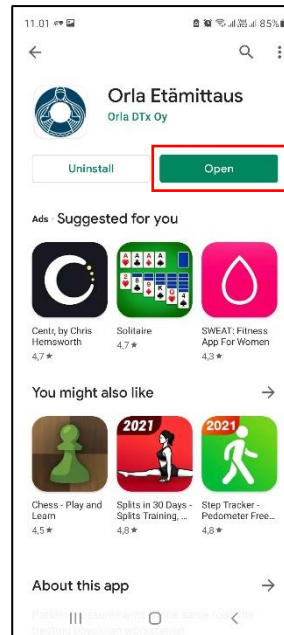 11.01
85%
Orla Etämittaus
Orla DTx Oy
Uninstall
Open
Ads · Suggested for you
Centr, by Chris Hemsworth
4,7 ★
Solitaire
4,7 ★
SWEAT: Fitness App For Women
4,3 ★
You might also like
2021
2021
Chess - Play and Learn
4,5 ★
Splits in 30 Days - Splits Training, ...
4,8 ★
Step Tracker - Pedometer Free...
4,8 ★
About this app